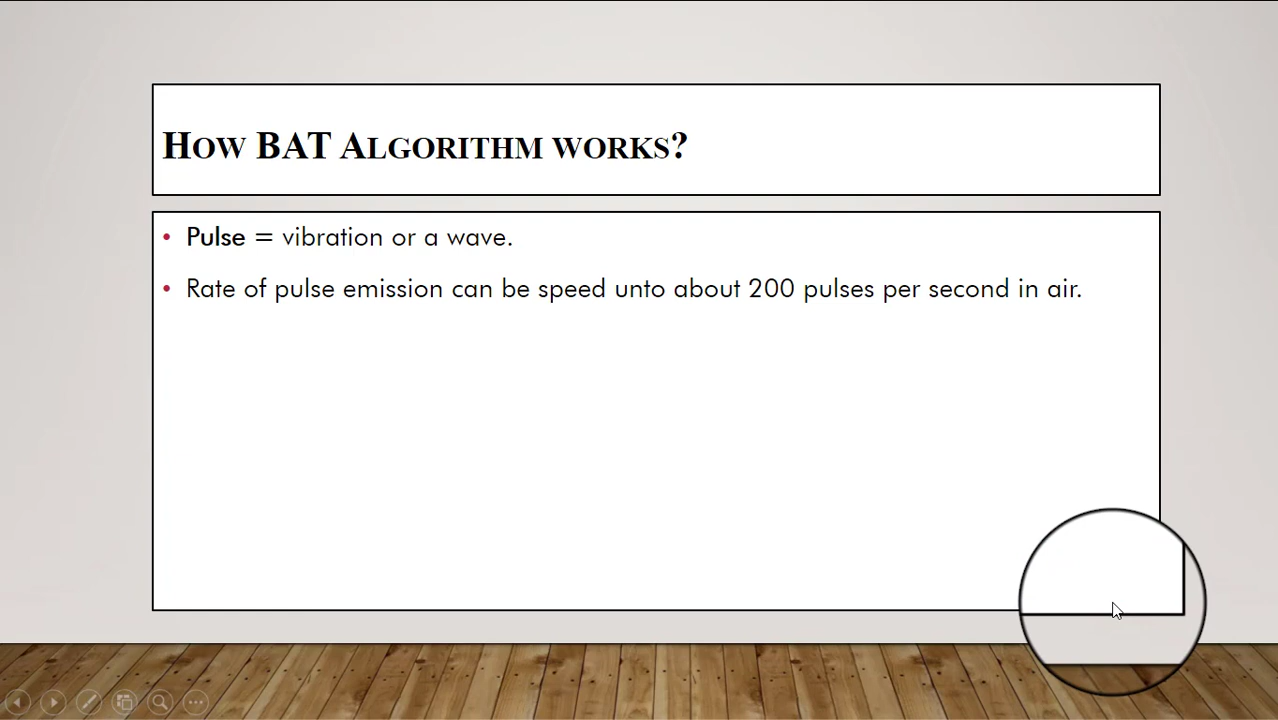 How BAT Algorithm works?
• Pulse = vibration or a wave.
• Rate of pulse emission can be speed unto about 200 pulses per second in air.